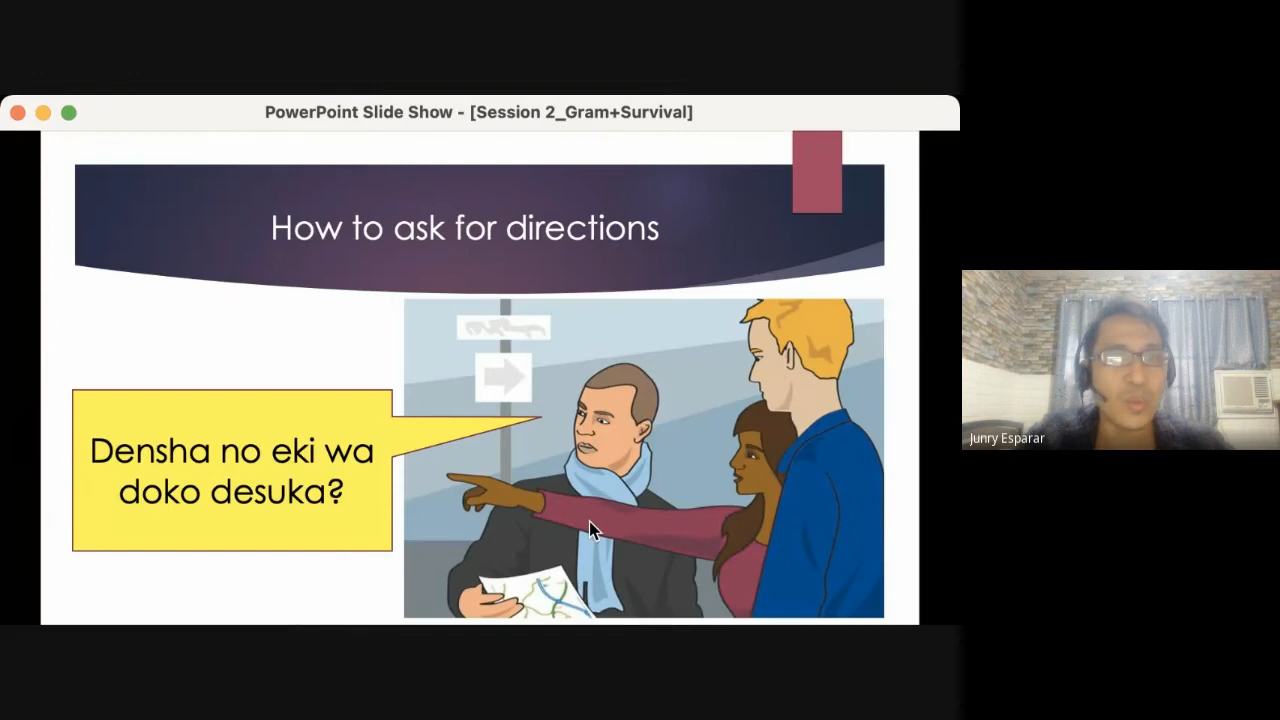 PowerPoint Slide Show - [Session 2_Gram+Survival]
How to ask for directions
Densha no eki wa
doko desuka?
Junry Esparar